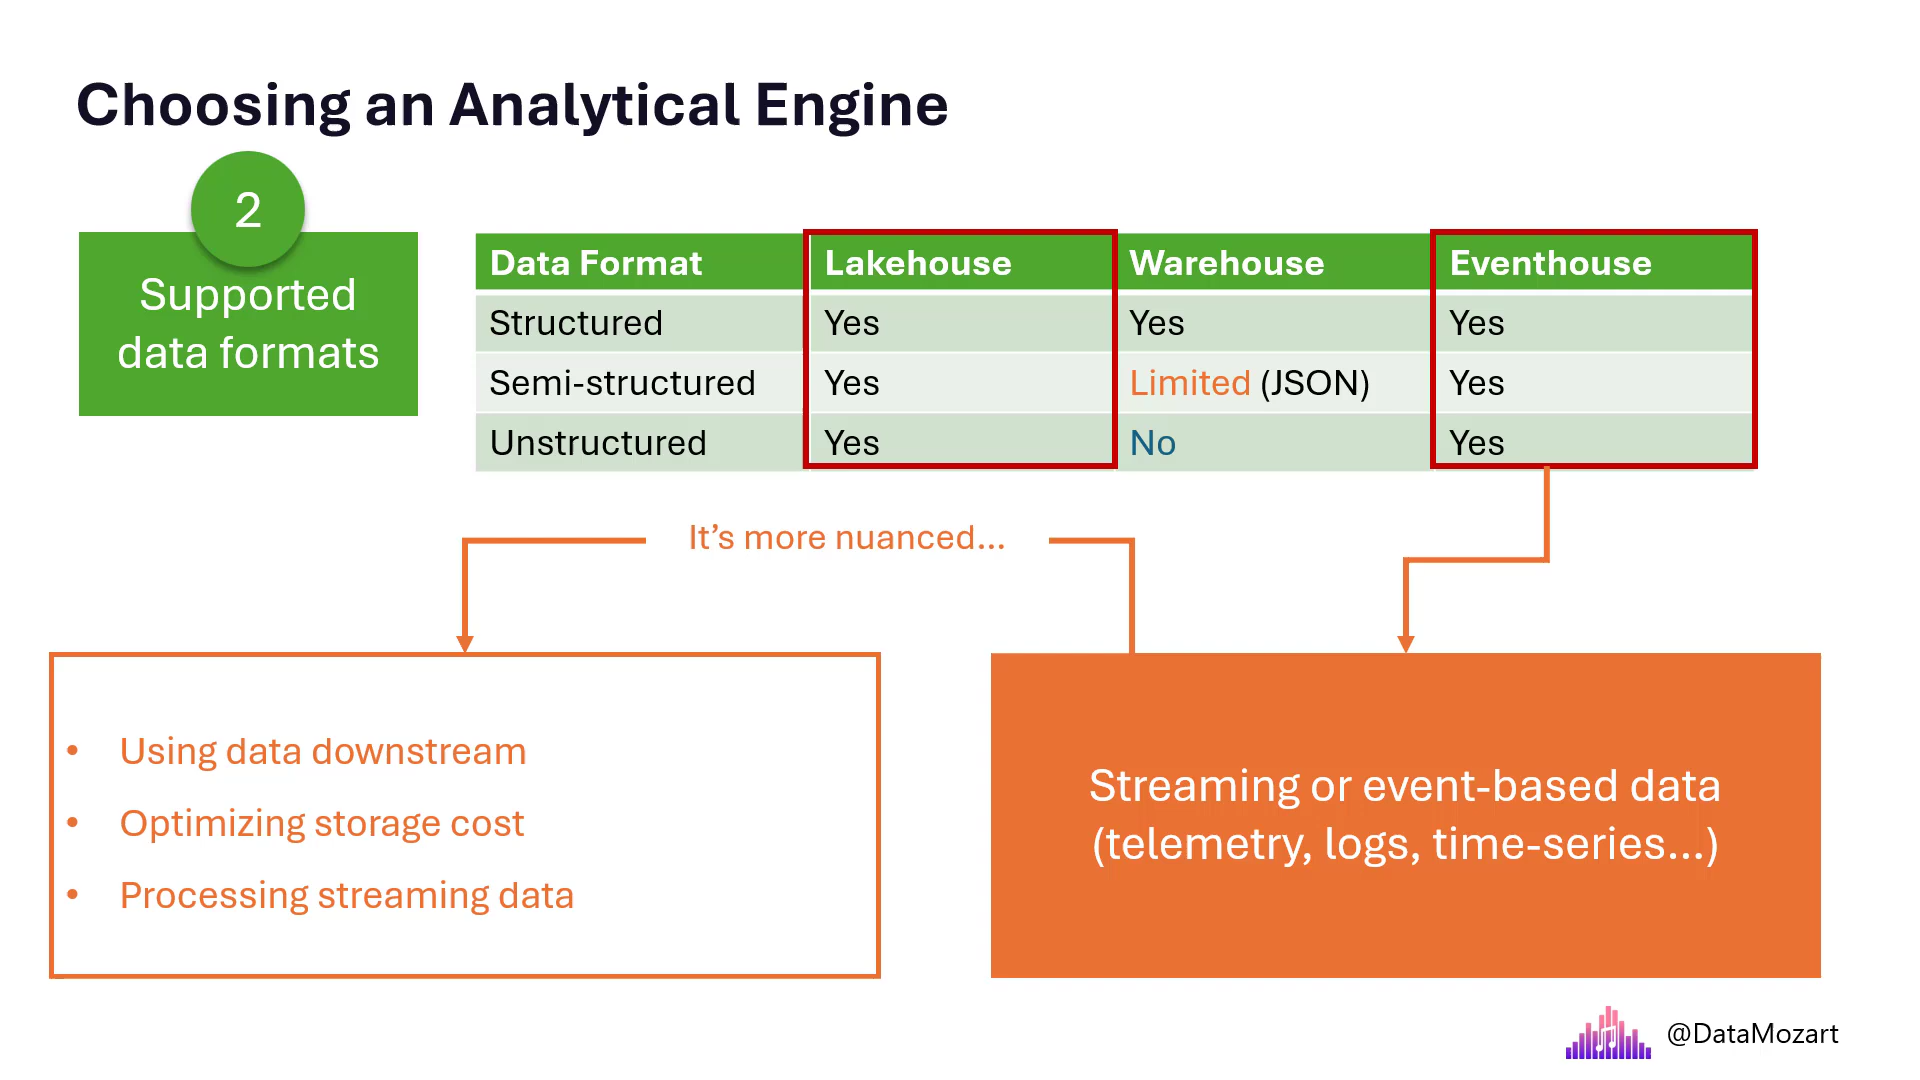 Choosing an Analytical Engine
2
Supported
data formats
Data Format Lakehouse Warehouse Eventhouse
Structured Yes Yes Yes
Semi-structured Yes Limited (JSON) Yes
Unstructured Yes No Yes
It’s more nuanced…
• Using data downstream
• Optimizing storage cost
• Processing streaming data
Streaming or event-based data
(telemetry, logs, time-series…)
@DataMozart